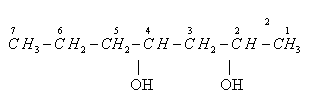 2
7 6 5 4 3 2 1
CH3 – CH2 – CH2 – CH – CH2 – CH – CH3
OH OH